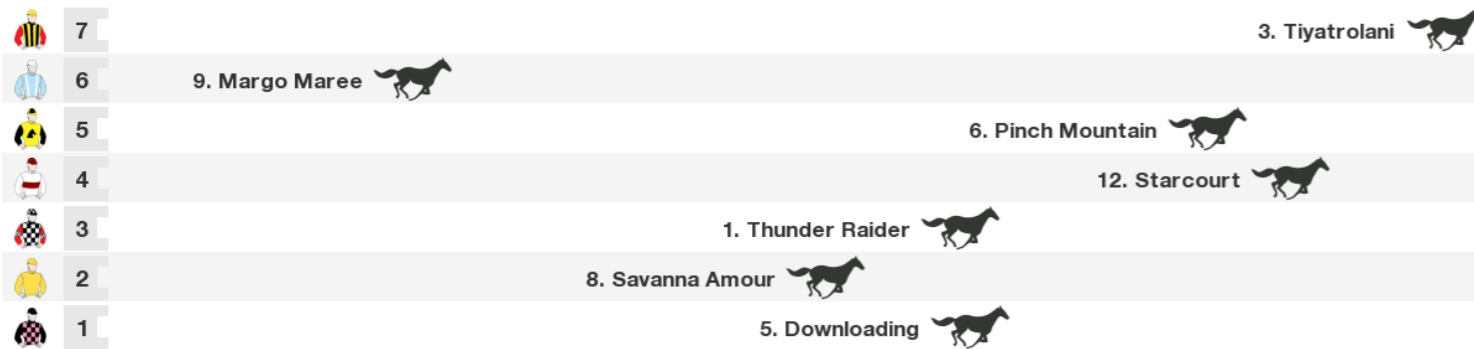 7 3. Tiyatrolani
6 9. Margo Maree
5 6. Pinch Mountain
4 12. Starcourt
3 1. Thunder Raider
2 8. Savanna Amour
1 5. Downloading